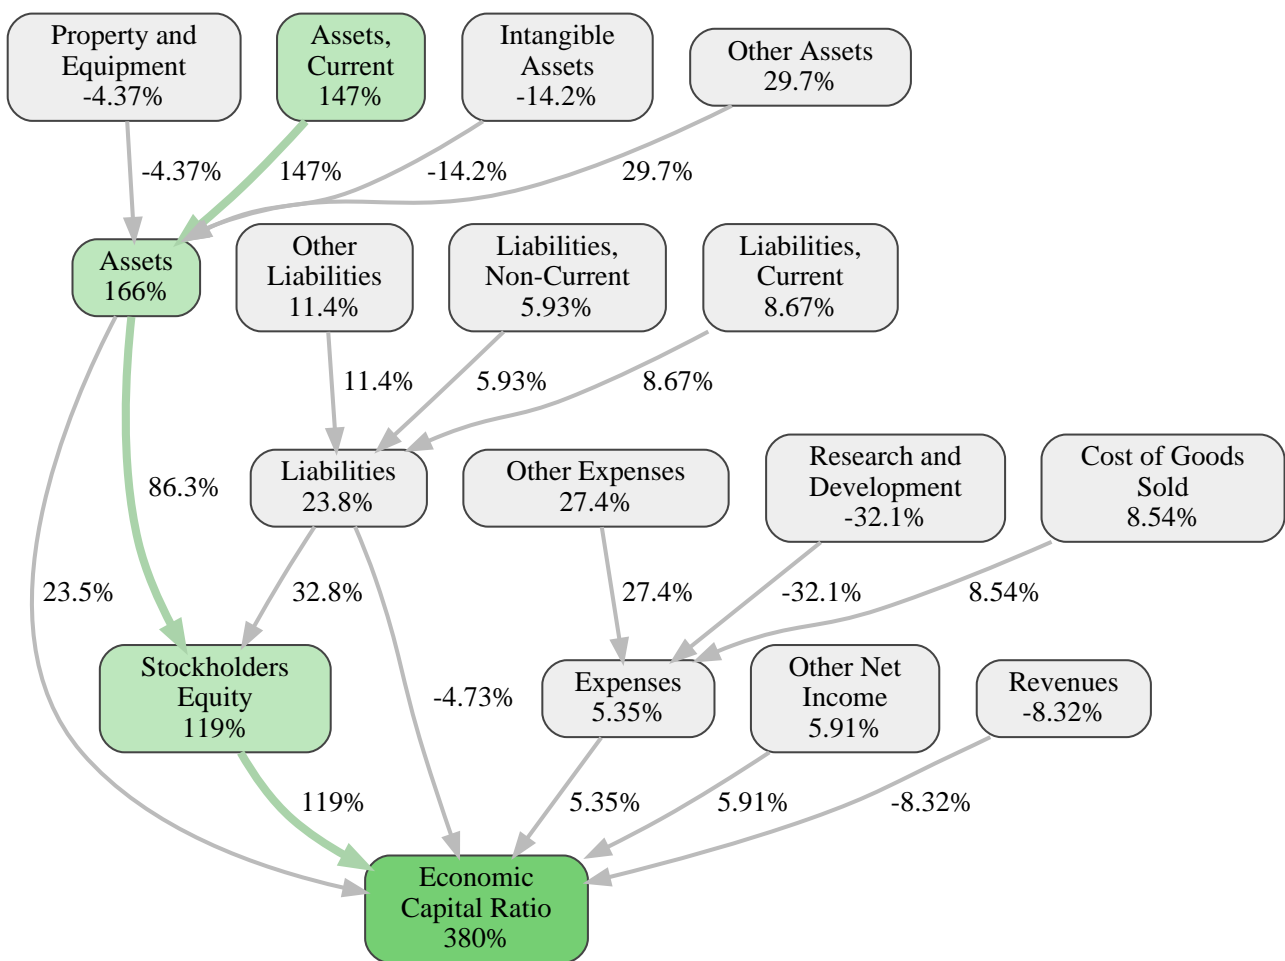 Property and
Equipment
-4.37%
Assets,
Current
147%
Intangible
Assets
-14.2%
Other Assets
29.7%
-4.37%
147%
-14.2%
29.7%
Assets
166%
Other
Liabilities
11.4%
Liabilities,
Non-Current
5.93%
Liabilities,
Current
8.67%
11.4%
5.93%
8.67%
86.3%
Liabilities
23.8%
Other Expenses
27.4%
Research and
Development
-32.1%
Cost of Goods
Sold
8.54%
23.5%
32.8%
27.4%
-32.1%
8.54%
Stockholders
Equity
119%
-4.73%
Expenses
5.35%
Other Net
Income
5.91%
Revenues
-8.32%
119%
5.35%
5.91%
-8.32%
Economic
Capital Ratio
380%